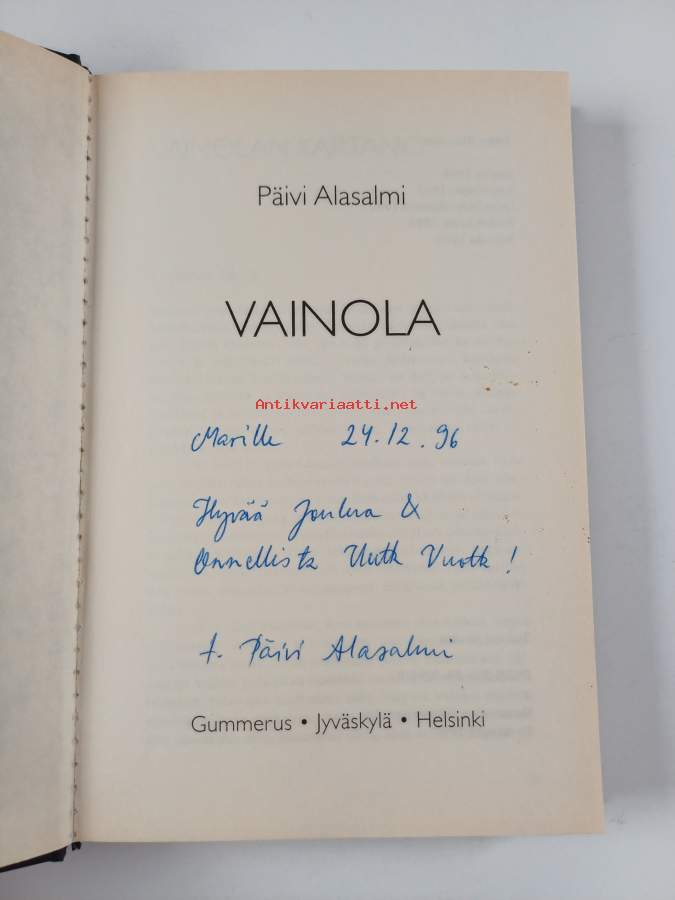 Päivi Alasalmi
VAINOLA
Antikvariaatti.net
Marille 24.12.96
Hyvää Joulua &
Onnellista Uutta Vuotta!
t. Päivi Alasalmi
Gummerus • Jyväskylä • Helsinki